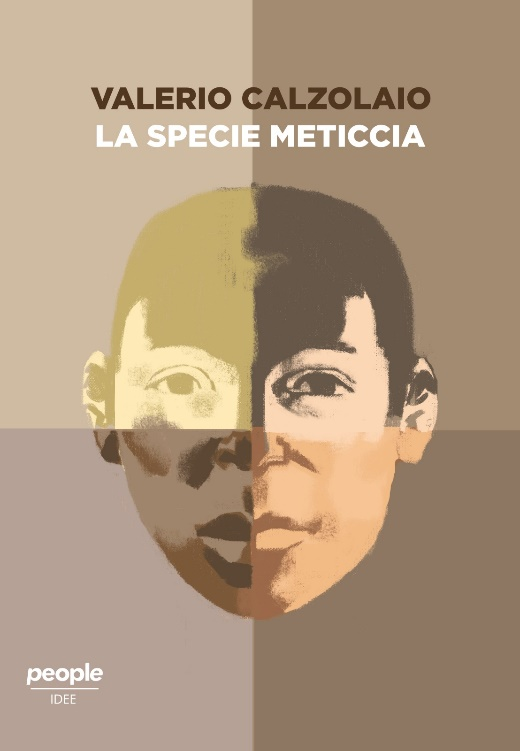 VALERIO CALZOLAIO
LA SPECIE METICCIA
people
IDEE